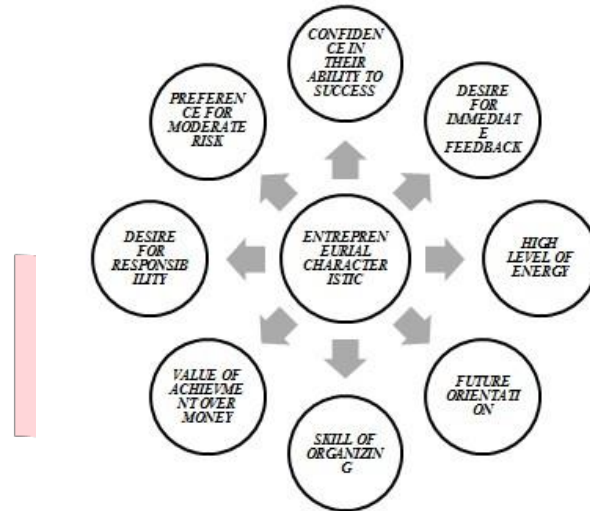 CONFIDEN
CE IN
THEIR
ABILITY TO
SUCCESS
DESIRE
FOR
IMMEDIAT
E
FEEDBACK
HIGH
LEVEL OF
ENERGY
FUTURE
ORIENTATI
ON
SKILL OF
ORGANIZIN
G
VALUE OF
ACHIEVME
NT OVER
MONEY
DESIRE
FOR
RESPONSIB
ILITY
PREFEREN
CE FOR
MODERATE
RISK
ENTREPREN
EURIAL
CHARACTER
ISTIC